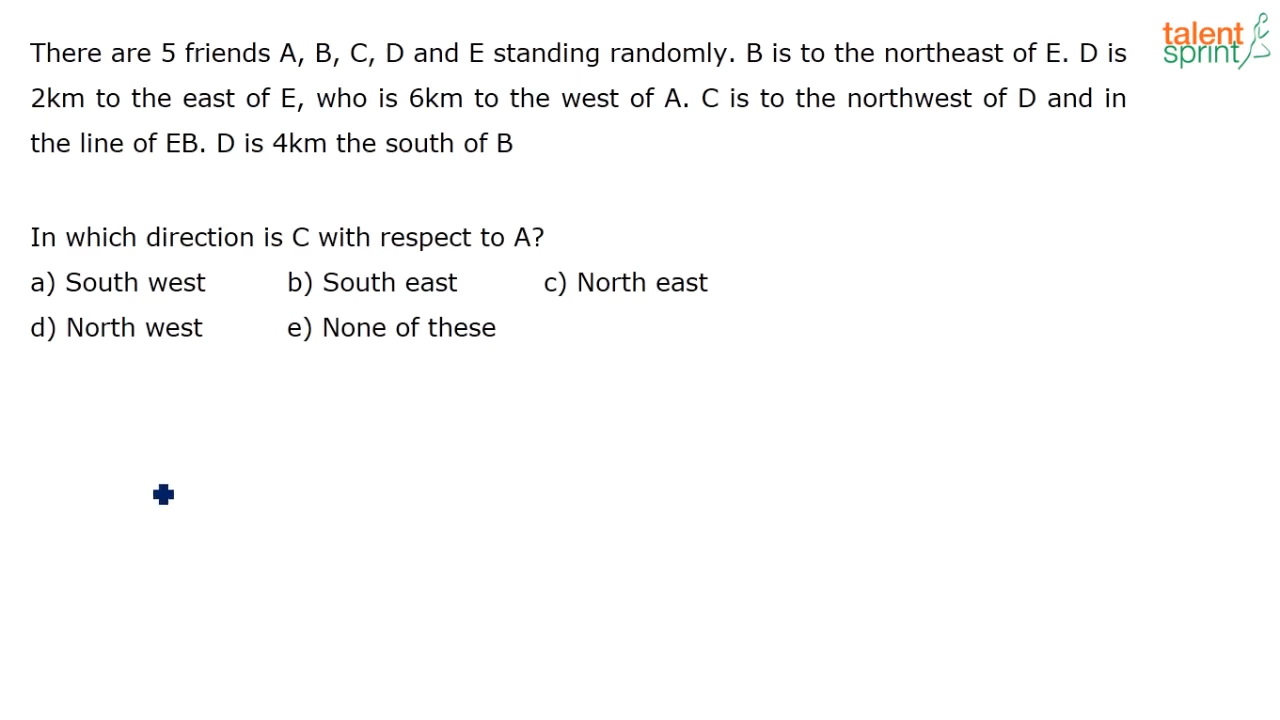 talent
sprint
There are 5 friends A, B, C, D and E standing randomly. B is to the northeast of E. D is
2km to the east of E, who is 6km to the west of A. C is to the northwest of D and in
the line of EB. D is 4km the south of B
In which direction is C with respect to A?
a) South west b) South east c) North east
d) North west e) None of these